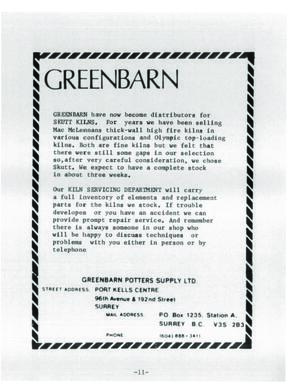 GREENBARN
GREENBARN have now become distributors for
SKUTT KILNS. For years we have been selling
Mac McLennans thick-wall high fire kilns in
various configurations and Olympic top-loading
kilns. Both are fine kilns but we felt that
there were still some gaps in our selection
so, after very careful consideration, we chose
Skutt. We expect to have a complete stock
in about three weeks.
Our KILN SERVICING DEPARTMENT will carry
a full inventory of elements and replacement
parts for the kilns we stock. If trouble
developes or you have an accident we can
provide prompt repair service, And remember
there is always someone in our shop who
will be happy to discuss techniques or
problems with you either in person or by
telephone
GREENBARN POTTERS SUPPLY LTD.
STREET ADDRESS: PORT KELLS CENTRE
96th Avenue & 192nd Street
SURREY
MAIL ADDRESS: P.O. Box 1235, Station A,
SURREY B.C. V3S 2B3
PHONE (604) 888-3411
-11-